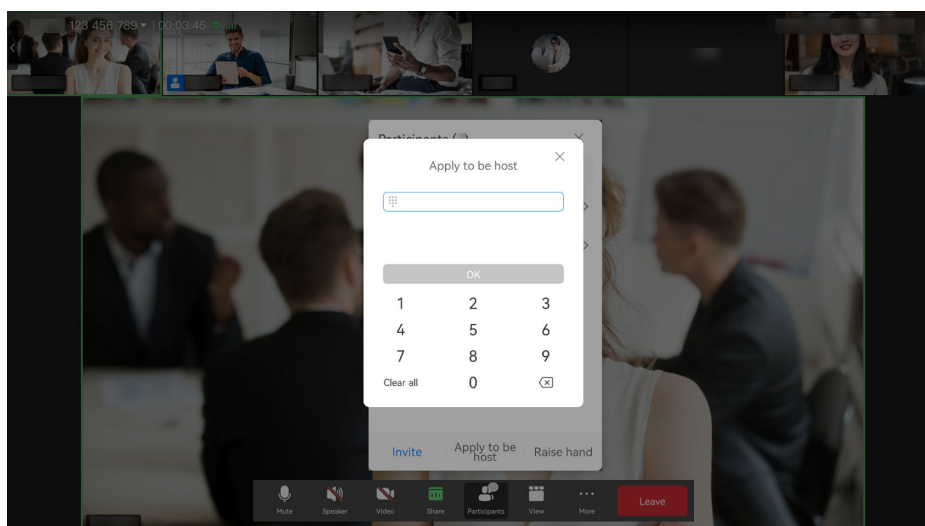 123 456 789 ▾ | 00:03:45
Participants (
Apply to be host
OK
1 2 3
4 5 6
7 8 9
Clear all 0
Invite
Apply to be
host
Raise hand
Mute Speaker Video Share Participants View More Leave